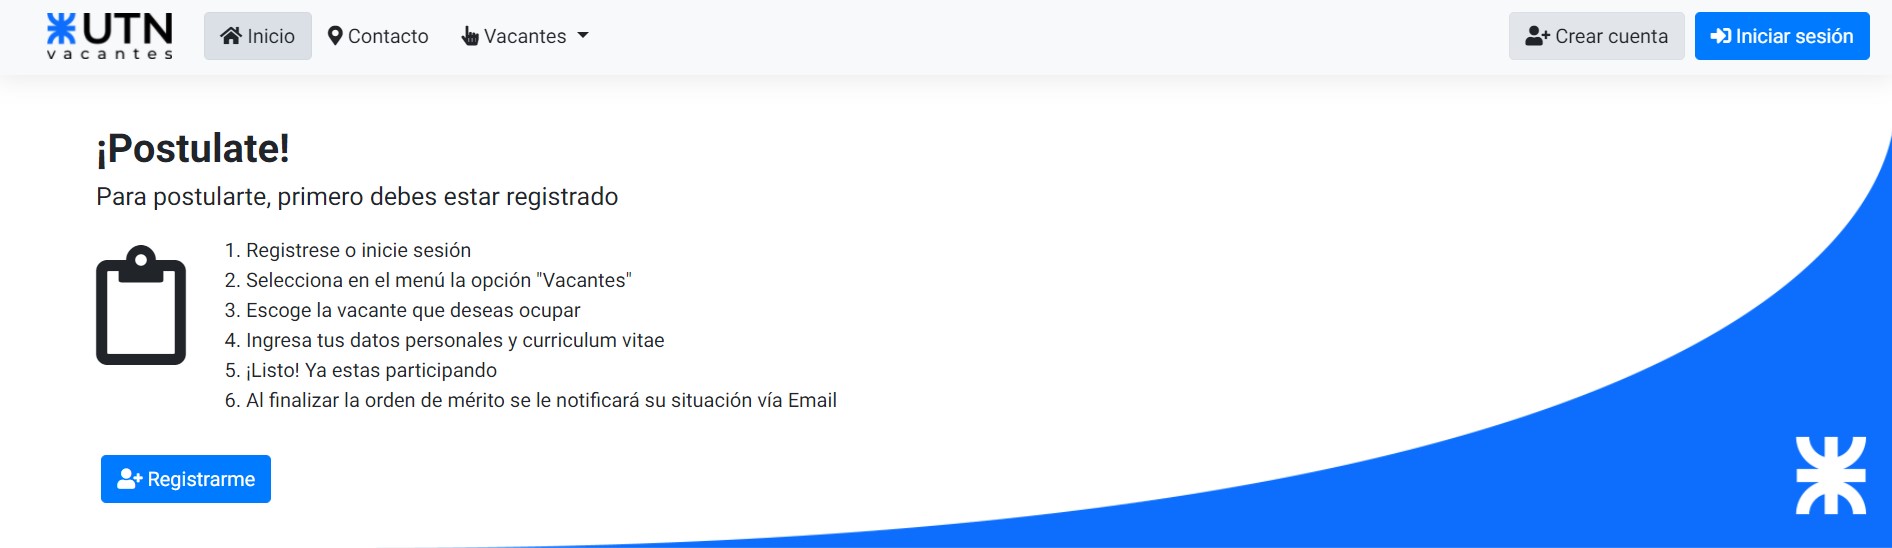 UTN
vacantes
Inicio
Contacto
Vacantes
Crear cuenta
Iniciar sesión
¡Postulate!
Para postularte, primero debes estar registrado
1. Registrese o inicie sesión
2. Selecciona en el menú la opción "Vacantes"
3. Escoge la vacante que deseas ocupar
4. Ingresa tus datos personales y curriculum vitae
5. ¡Listo! Ya estas participando
6. Al finalizar la orden de mérito se le notificará su situación vía Email
Registrarme